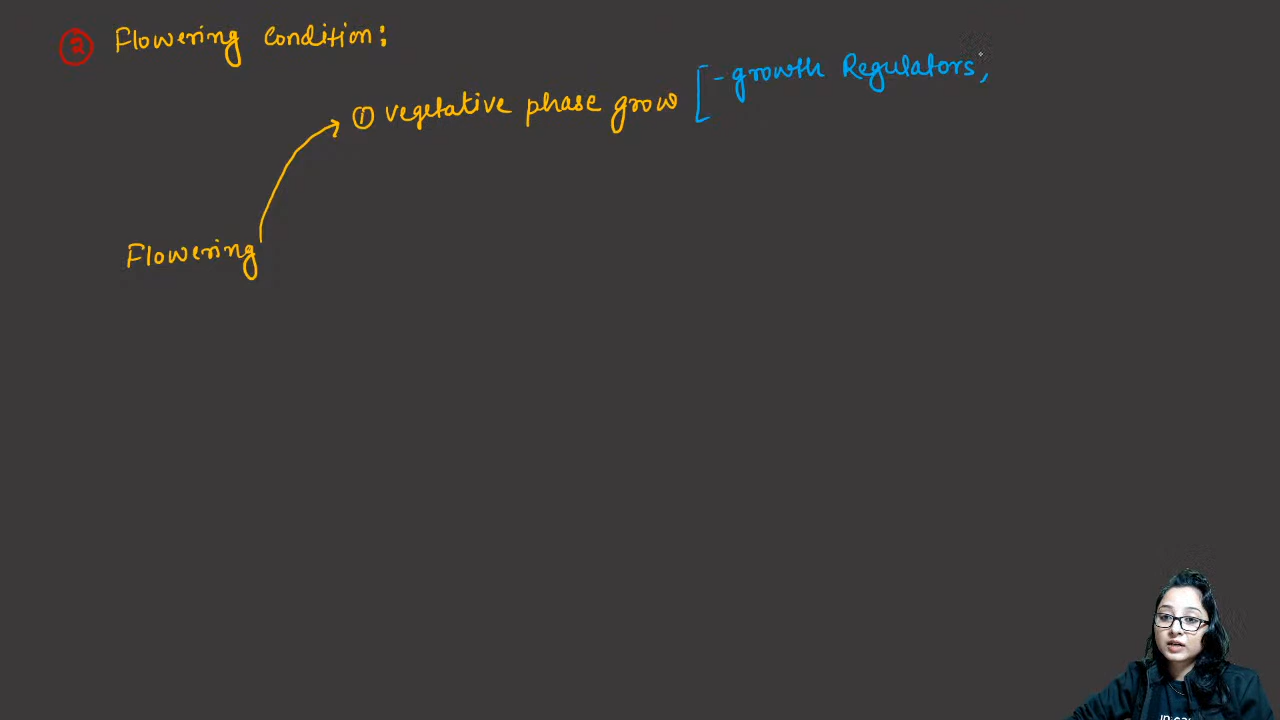 ② Flowering Condition:
① vegetative phase grow [- growth Regulators,
Flowering